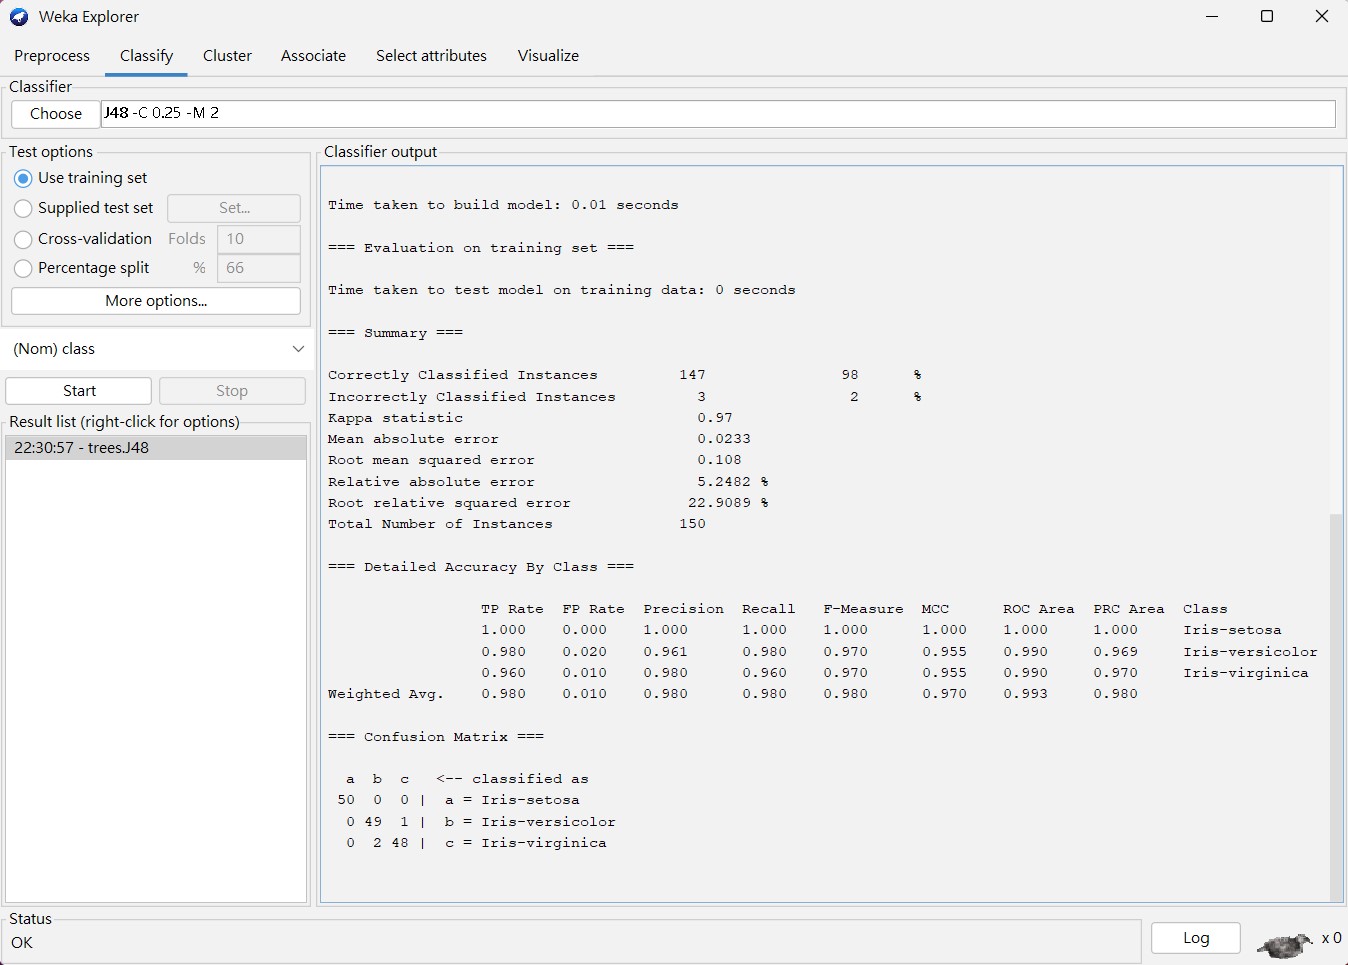 Weka Explorer
Preprocess Classify Cluster Associate Select attributes Visualize
Classifier
Choose J48 -C 0.25 -M 2
Test options
Use training set
Supplied test set Set...
Cross-validation Folds 10
Percentage split % 66
More options...
(Nom) class
Start Stop
Result list (right-click for options)
22:30:57 - trees.J48
Classifier output
Time taken to build model: 0.01 seconds
=== Evaluation on training set ===
Time taken to test model on training data: 0 seconds
=== Summary ===
Correctly Classified Instances 147 98 %
Incorrectly Classified Instances 3 2 %
Kappa statistic 0.97
Mean absolute error 0.0233
Root mean squared error 0.108
Relative absolute error 5.2482 %
Root relative squared error 22.9089 %
Total Number of Instances 150
=== Detailed Accuracy By Class ===
TP Rate FP Rate Precision Recall F-Measure MCC ROC Area PRC Area Class
1.000 0.000 1.000 1.000 1.000 1.000 1.000 1.000 Iris-setosa
0.980 0.020 0.961 0.980 0.970 0.955 0.990 0.969 Iris-versicolor
0.960 0.010 0.980 0.960 0.970 0.955 0.990 0.970 Iris-virginica
Weighted Avg. 0.980 0.010 0.980 0.980 0.980 0.970 0.993 0.980
=== Confusion Matrix ===
a b c <-- classified as
50 0 0 | a = Iris-setosa
0 49 1 | b = Iris-versicolor
0 2 48 | c = Iris-virginica
Status
OK
Log
x 0